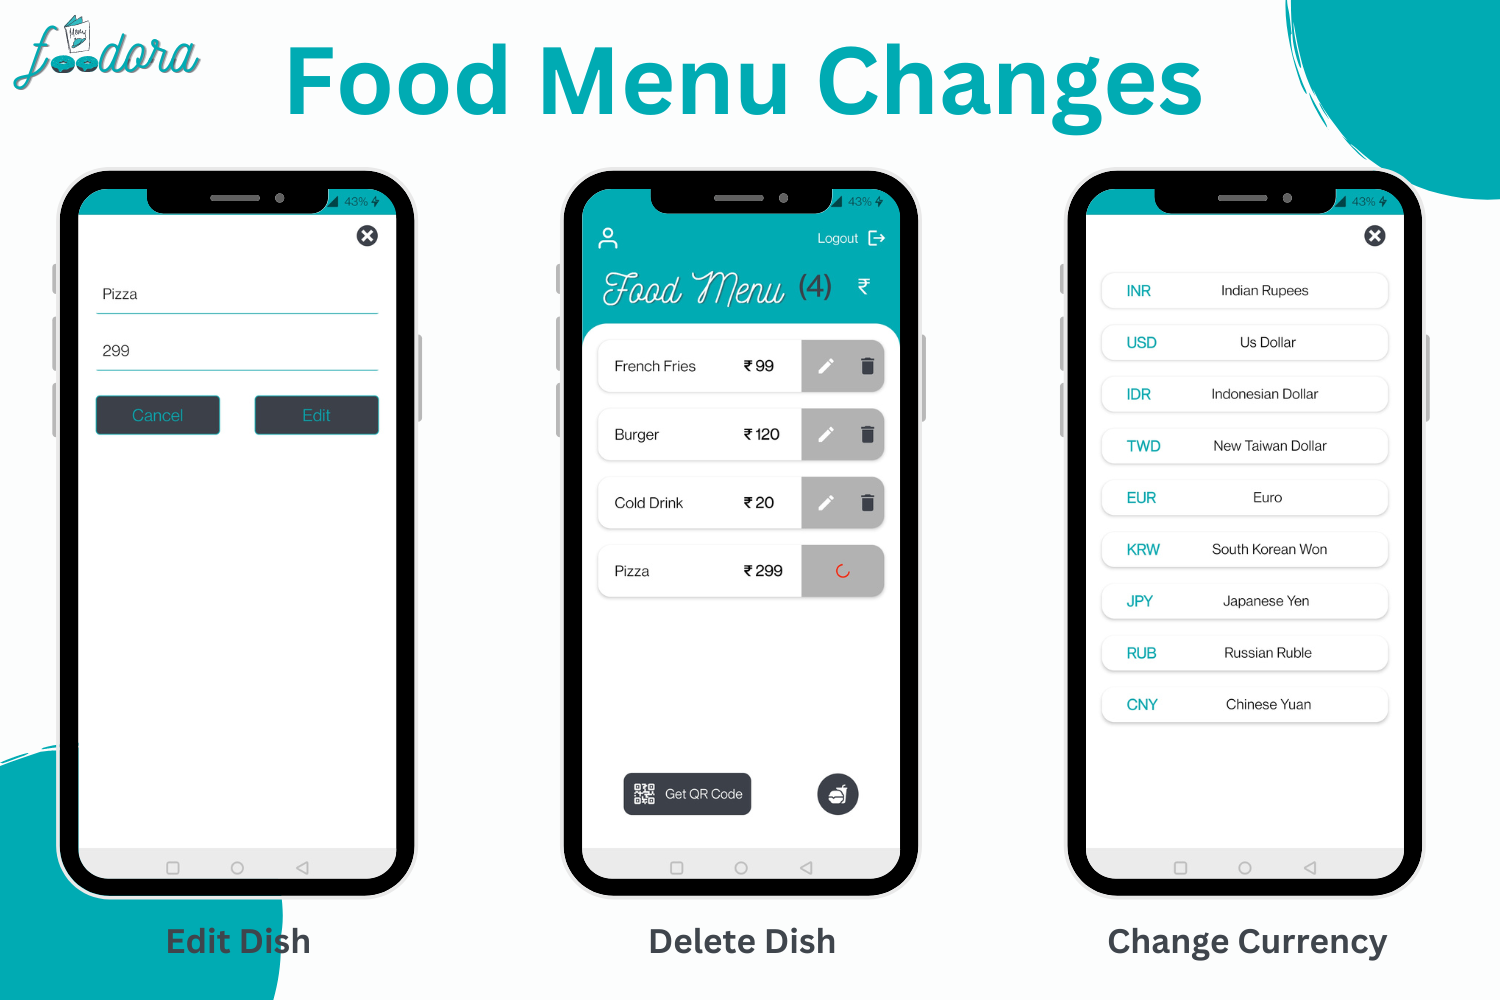 Menu
foodora
Food Menu Changes
43%
Pizza
299
Cancel
Edit
Edit Dish
43%
Logout
Food Menu (4) ₹
French Fries ₹ 99
Burger ₹ 120
Cold Drink ₹ 20
Pizza ₹ 299
Get QR Code
Delete Dish
43%
INR Indian Rupees
USD Us Dollar
IDR Indonesian Dollar
TWD New Taiwan Dollar
EUR Euro
KRW South Korean Won
JPY Japanese Yen
RUB Russian Ruble
CNY Chinese Yuan
Change Currency